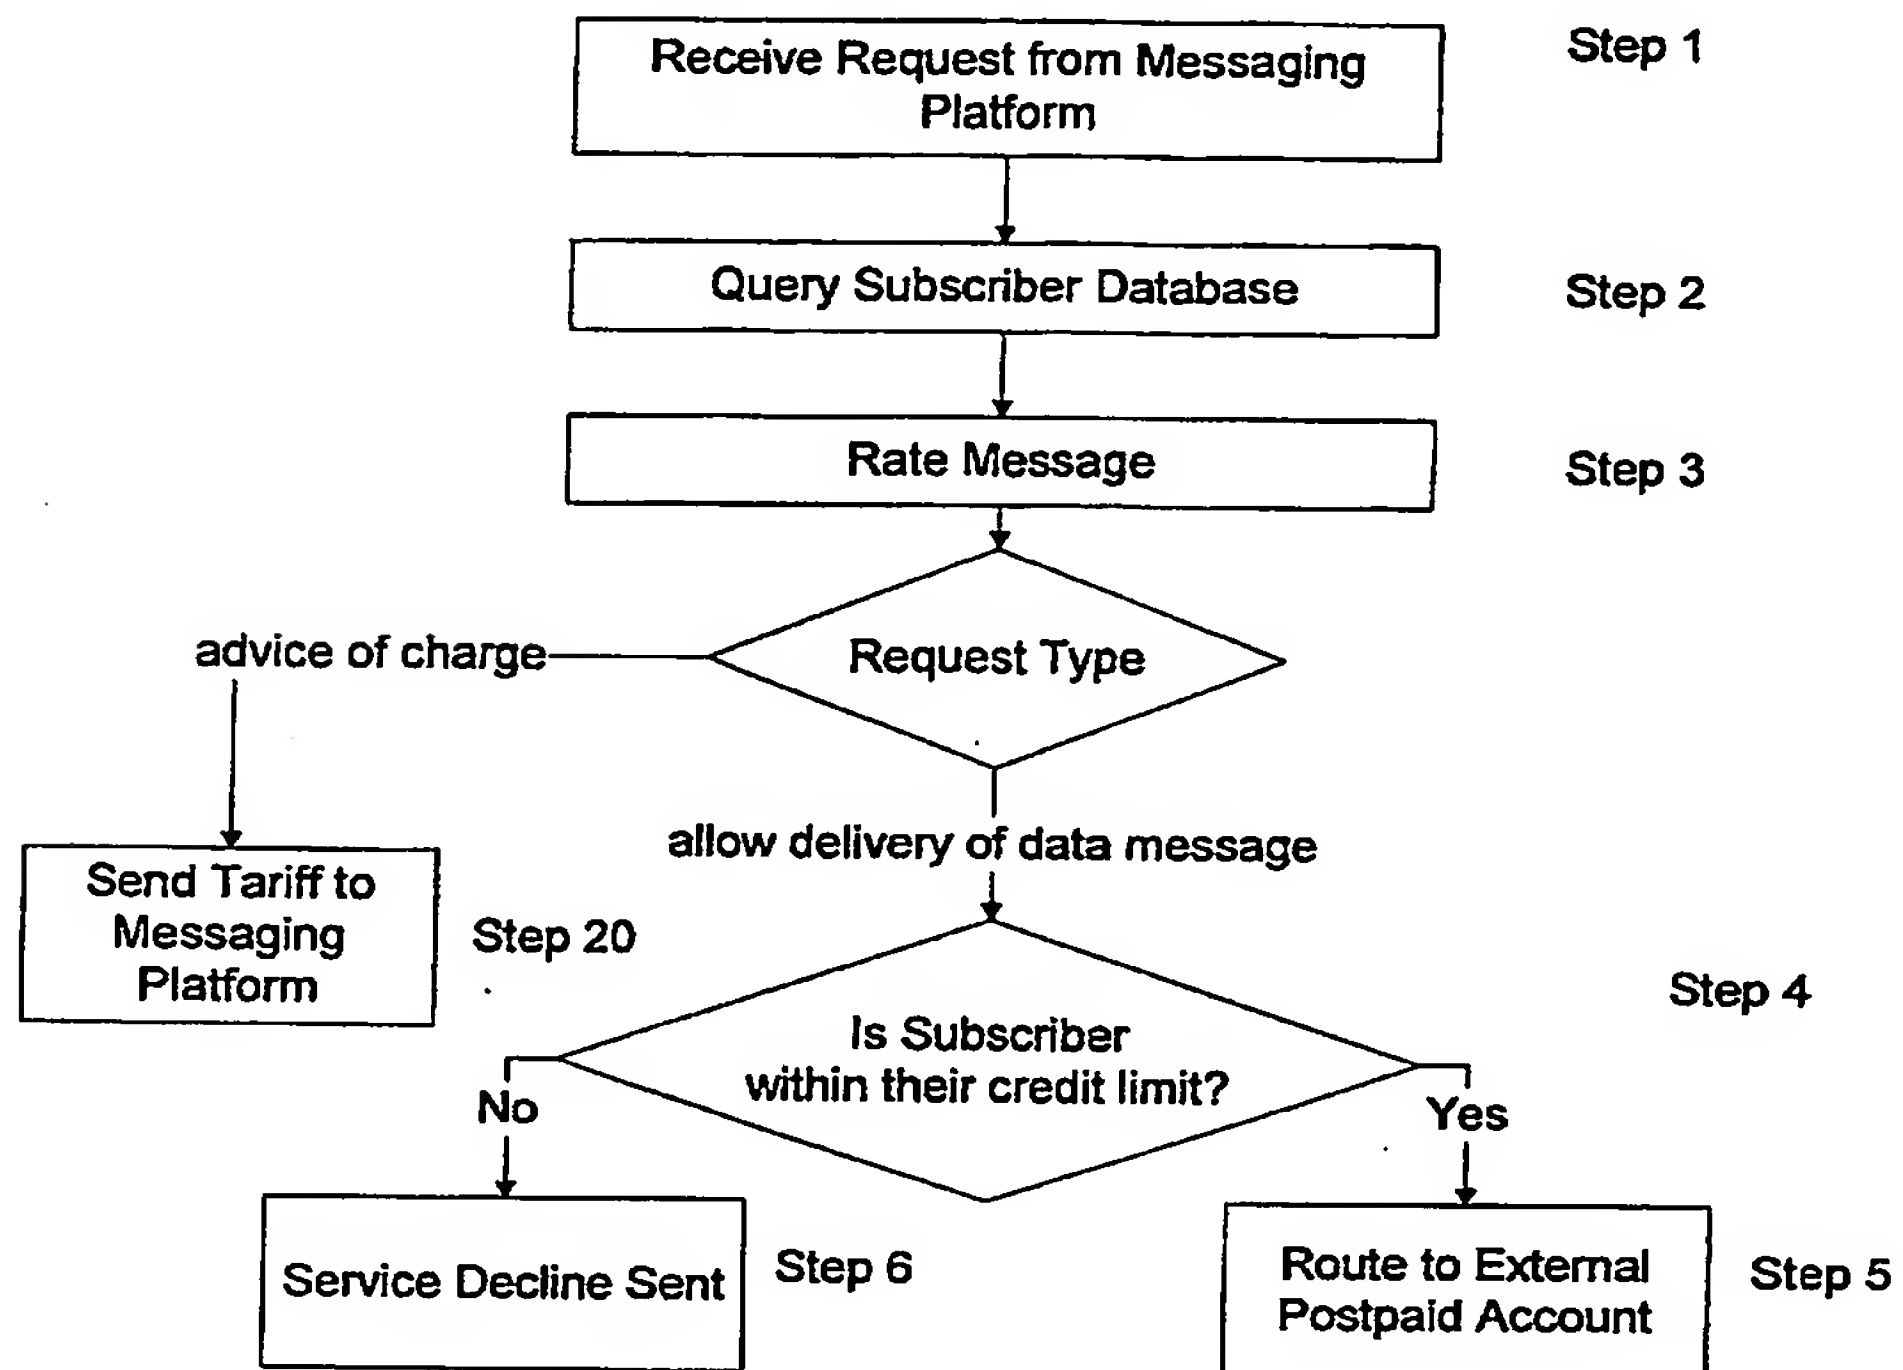 Receive Request from Messaging
Platform
Step 1
Query Subscriber Database
Step 2
Rate Message
Step 3
advice of charge
Request Type
allow delivery of data message
Send Tariff to
Messaging
Platform
Step 20
Is Subscriber
within their credit limit?
Step 4
No
Yes
Service Decline Sent
Step 6
Route to External
Postpaid Account
Step 5